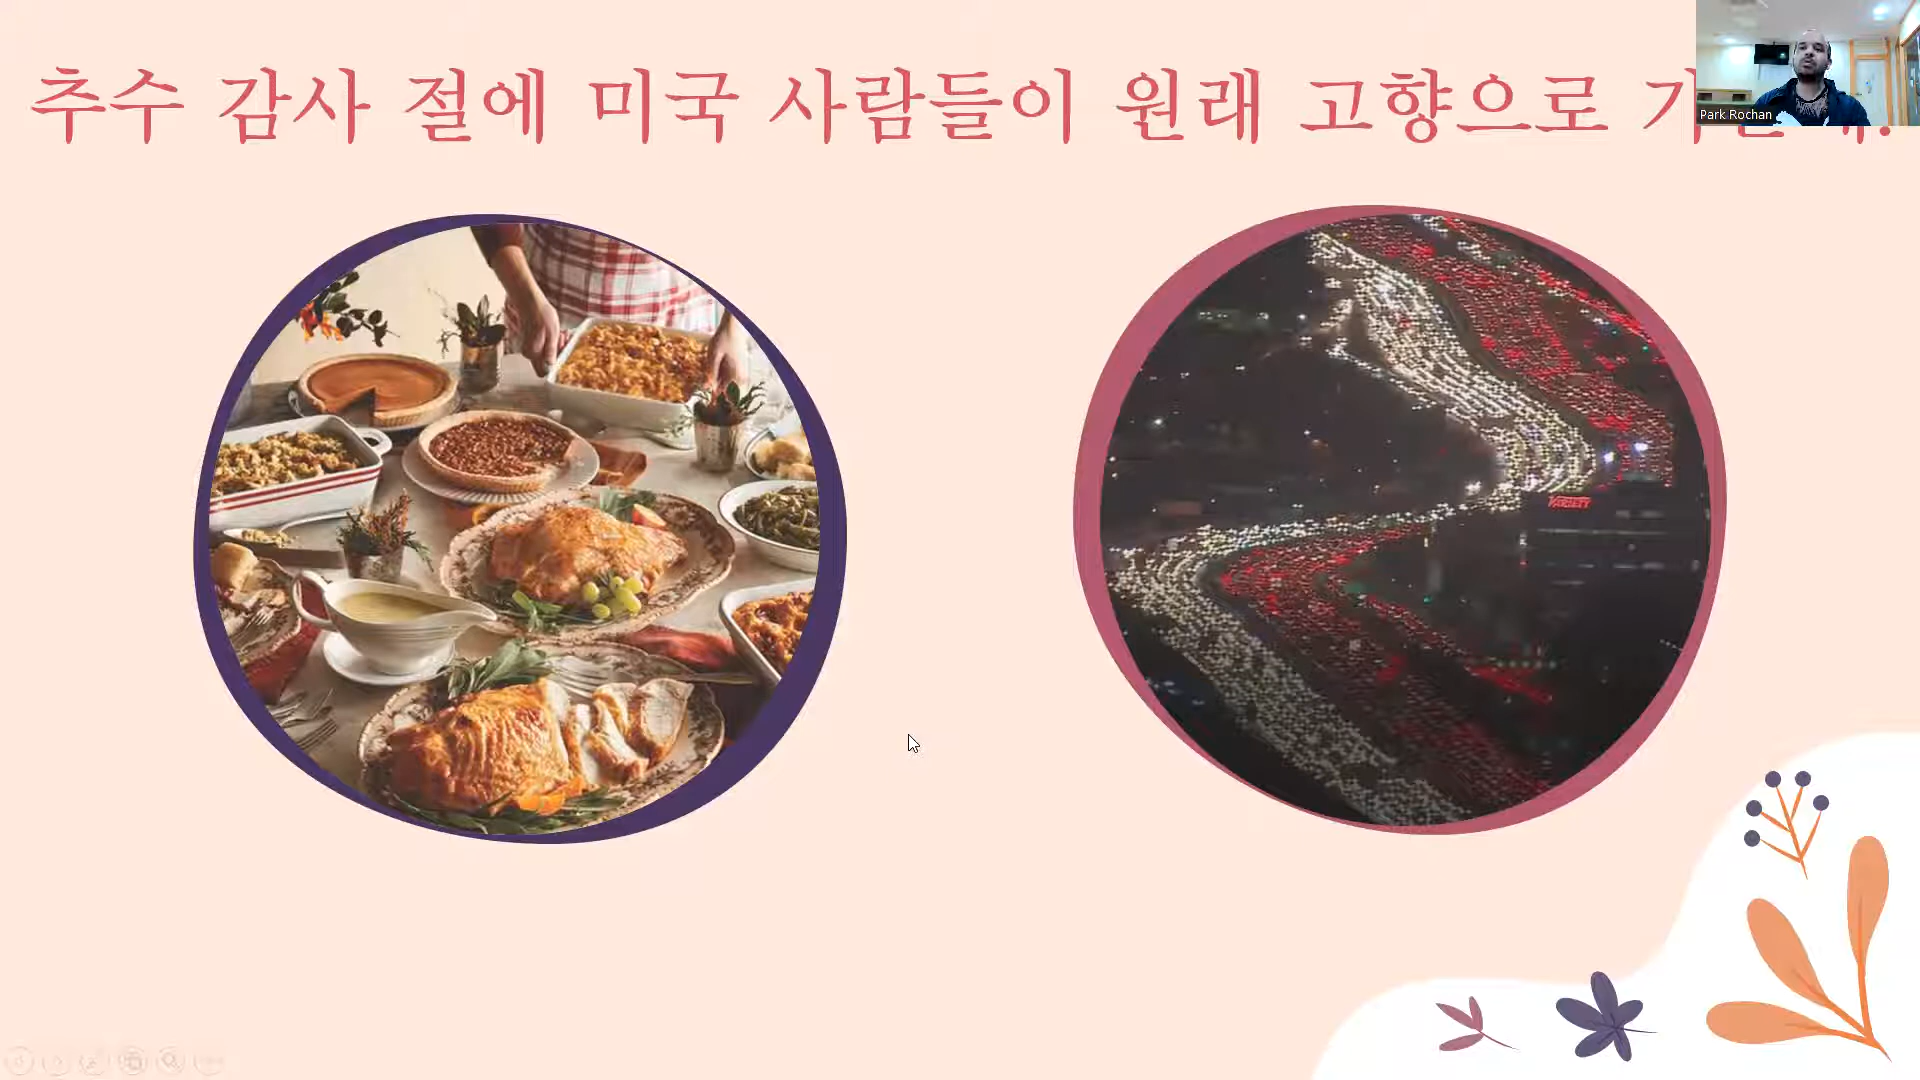 추수 감사 절에 미국 사람들이 원래 고향으로
Park Rochan
VARIETY